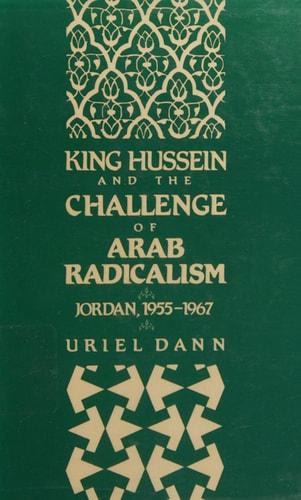 KING HUSSEIN
AND THE
CHALLENGE
OF
ARAB
RADICALISM
JORDAN, 1955–1967
URIEL DANN